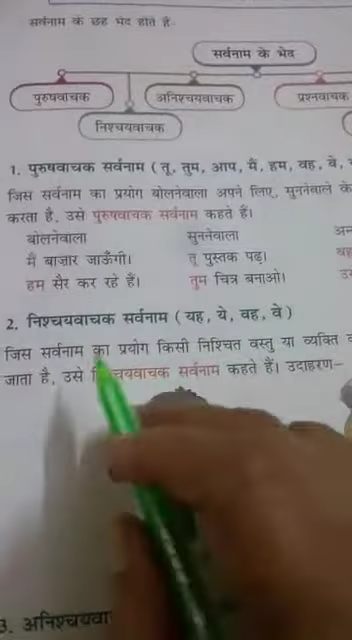 सर्वनाम के छह भेद होते हैं-
सर्वनाम के भेद
पुरुषवाचक
अनिश्चयवाचक
प्रश्नवाचक
निश्चयवाचक
1. पुरुषवाचक सर्वनाम ( तू, तुम, आप, मैं, हम, वह, वे,
जिस सर्वनाम का प्रयोग बोलनेवाला अपने लिए, सुननेवाले के
करता है, उसे पुरुषवाचक सर्वनाम कहते हैं।
बोलनेवाला सुननेवाला
मैं बाज़ार जाऊँगी। तू पुस्तक पढ़।
हम सैर कर रहे हैं। तुम चित्र बनाओ।
2. निश्चयवाचक सर्वनाम ( यह, ये, वह, वे )
जिस सर्वनाम का प्रयोग किसी निश्चित वस्तु या व्यक्ति
जाता है, उसे निश्चयवाचक सर्वनाम कहते हैं। उदाहरण–
3. अनिश्चयवा